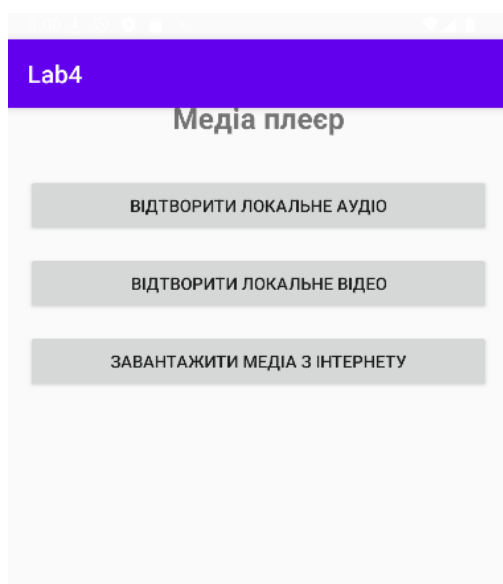 Lab4
Медіа плеєр
ВІДТВОРИТИ ЛОКАЛЬНЕ АУДІО
ВІДТВОРИТИ ЛОКАЛЬНЕ ВІДЕО
ЗАВАНТАЖИТИ МЕДІА З ІНТЕРНЕТУ